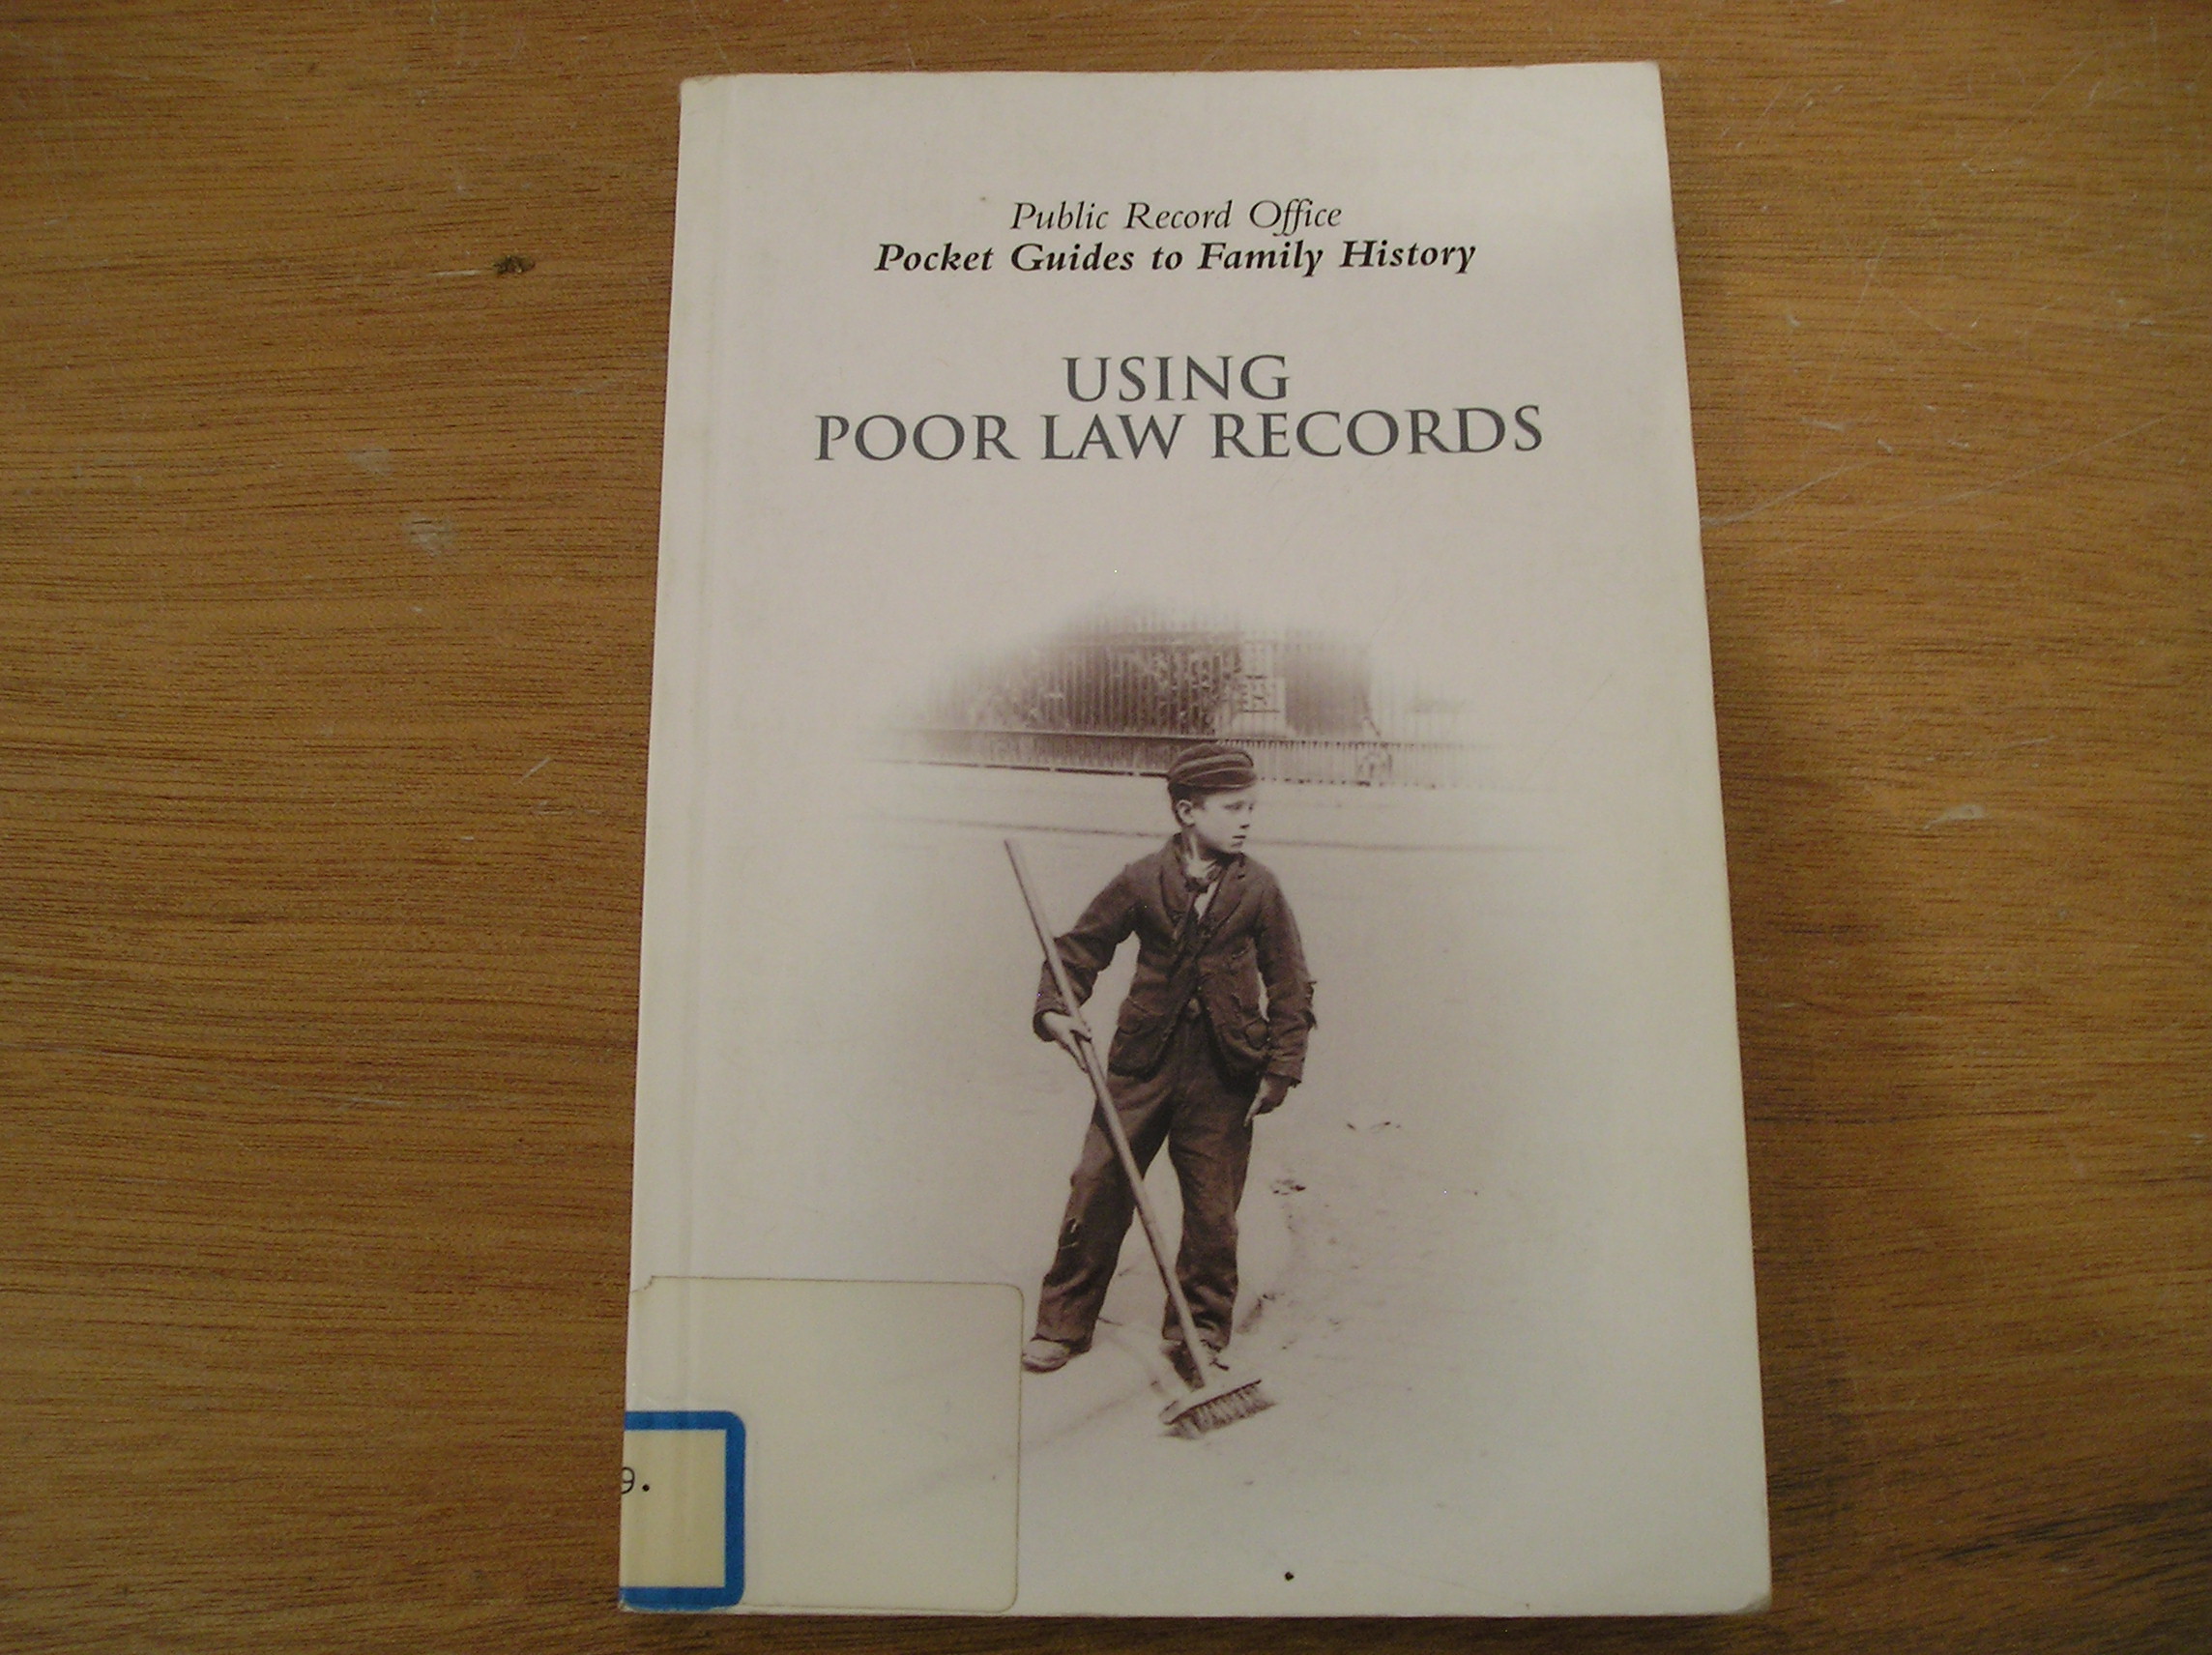 Public Record Office
Pocket Guides to Family History
USING
POOR LAW RECORDS
9.